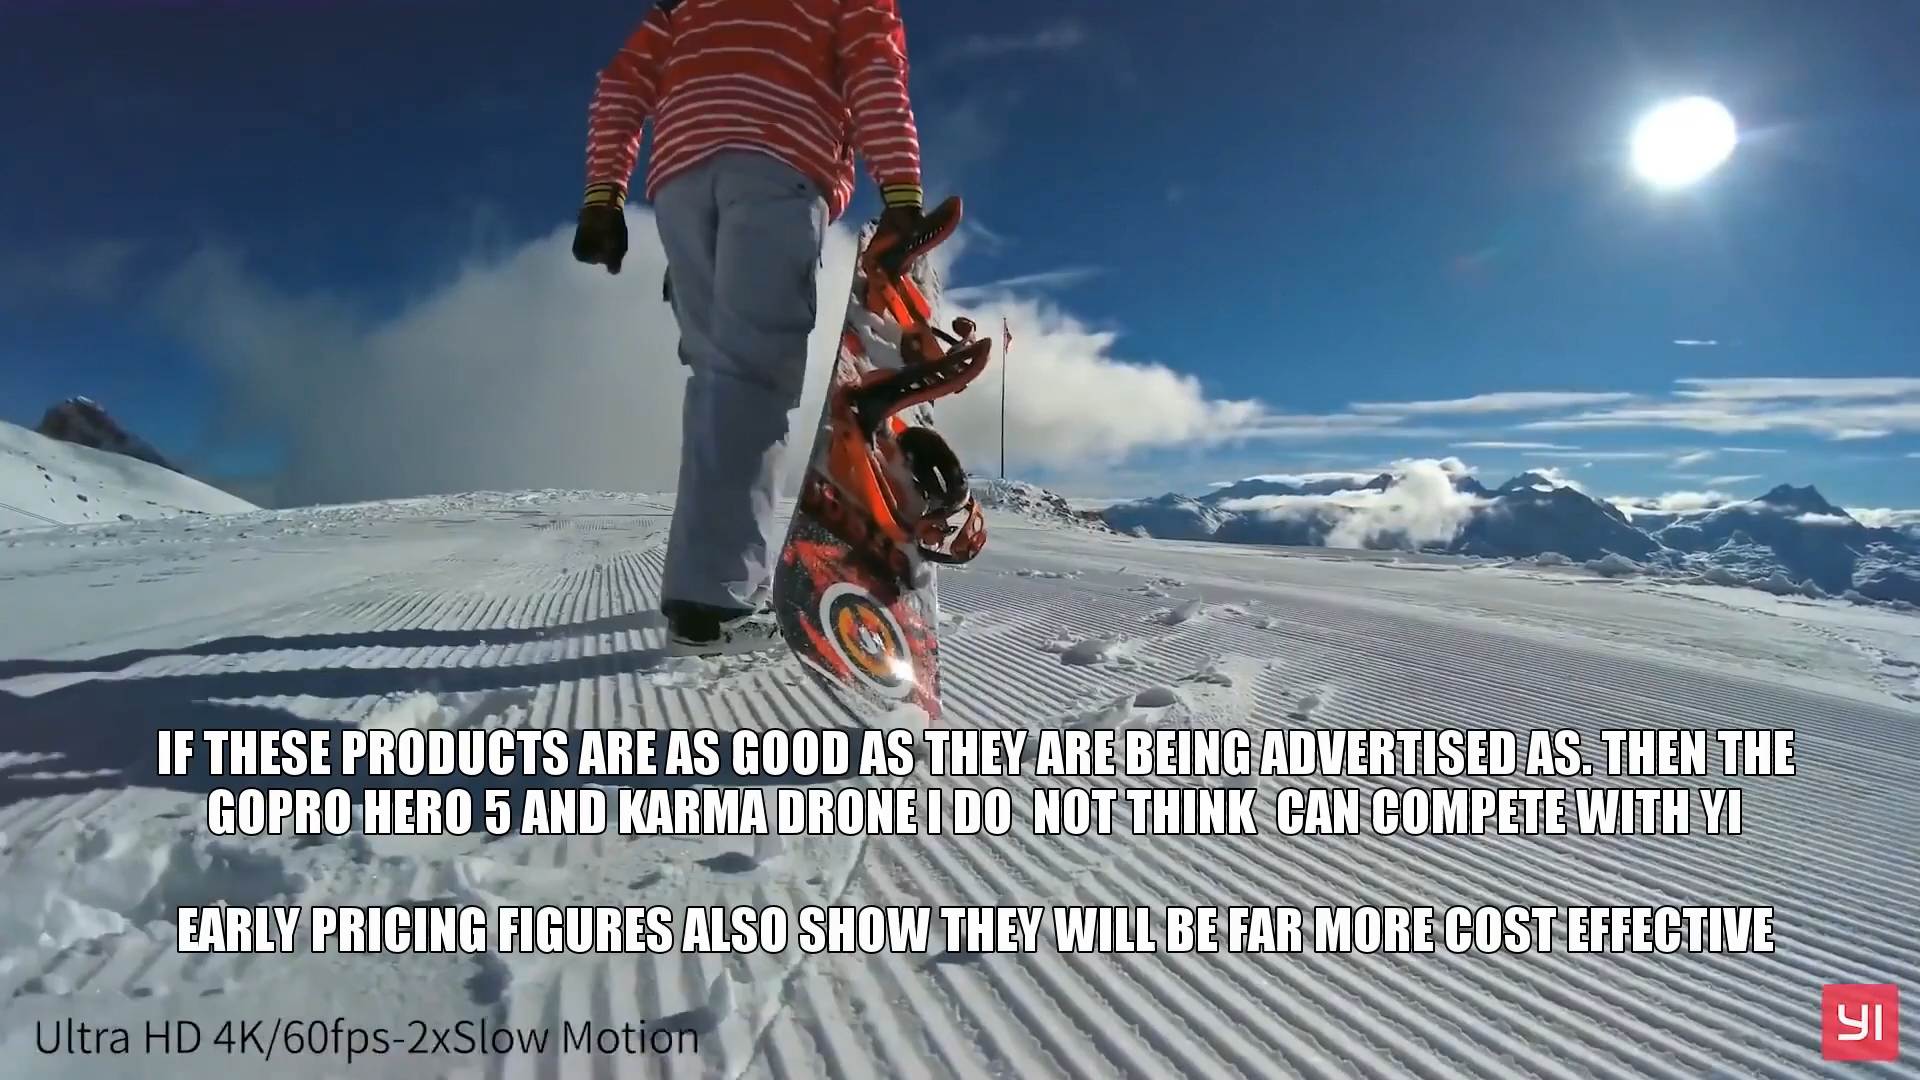 IF THESE PRODUCTS ARE AS GOOD AS THEY ARE BEING ADVERTISED AS. THEN THE
GOPRO HERO 5 AND KARMA DRONE I DO NOT THINK CAN COMPETE WITH YI
EARLY PRICING FIGURES ALSO SHOW THEY WILL BE FAR MORE COST EFFECTIVE
Ultra HD 4K/60fps-2xSlow Motion
YI